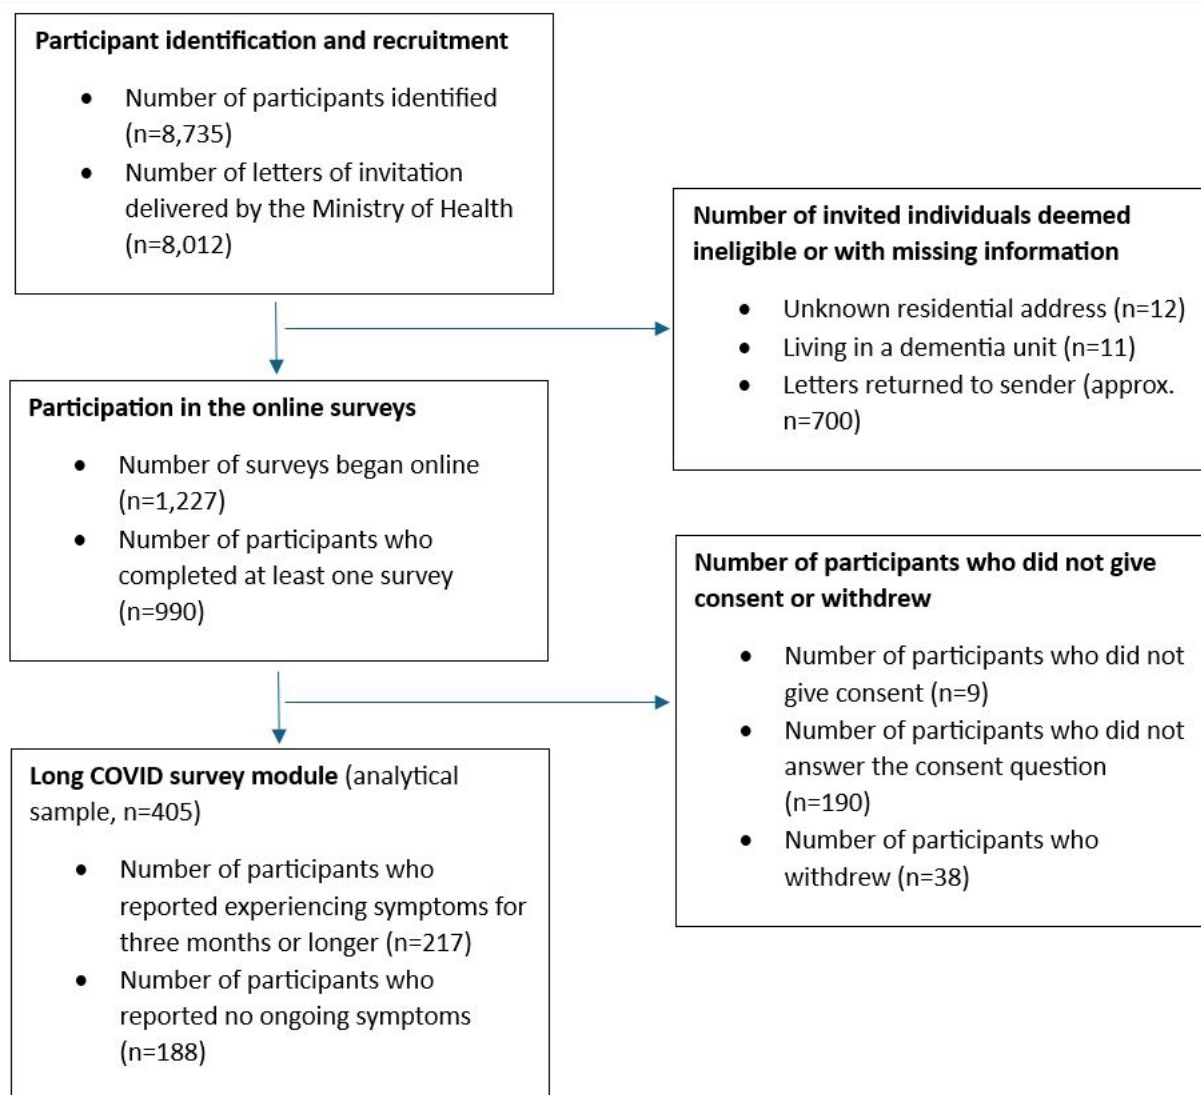 Participant identification and recruitment
• Number of participants identified
(n=8,735)
• Number of letters of invitation
delivered by the Ministry of Health
(n=8,012)
Number of invited individuals deemed
ineligible or with missing information
• Unknown residential address (n=12)
• Living in a dementia unit (n=11)
• Letters returned to sender (approx.
n=700)
Participation in the online surveys
• Number of surveys began online
(n=1,227)
• Number of participants who
completed at least one survey
(n=990)
Number of participants who did not give
consent or withdrew
• Number of participants who did not
give consent (n=9)
• Number of participants who did not
answer the consent question
(n=190)
• Number of participants who
withdrew (n=38)
Long COVID survey module (analytical
sample, n=405)
• Number of participants who
reported experiencing symptoms for
three months or longer (n=217)
• Number of participants who
reported no ongoing symptoms
(n=188)